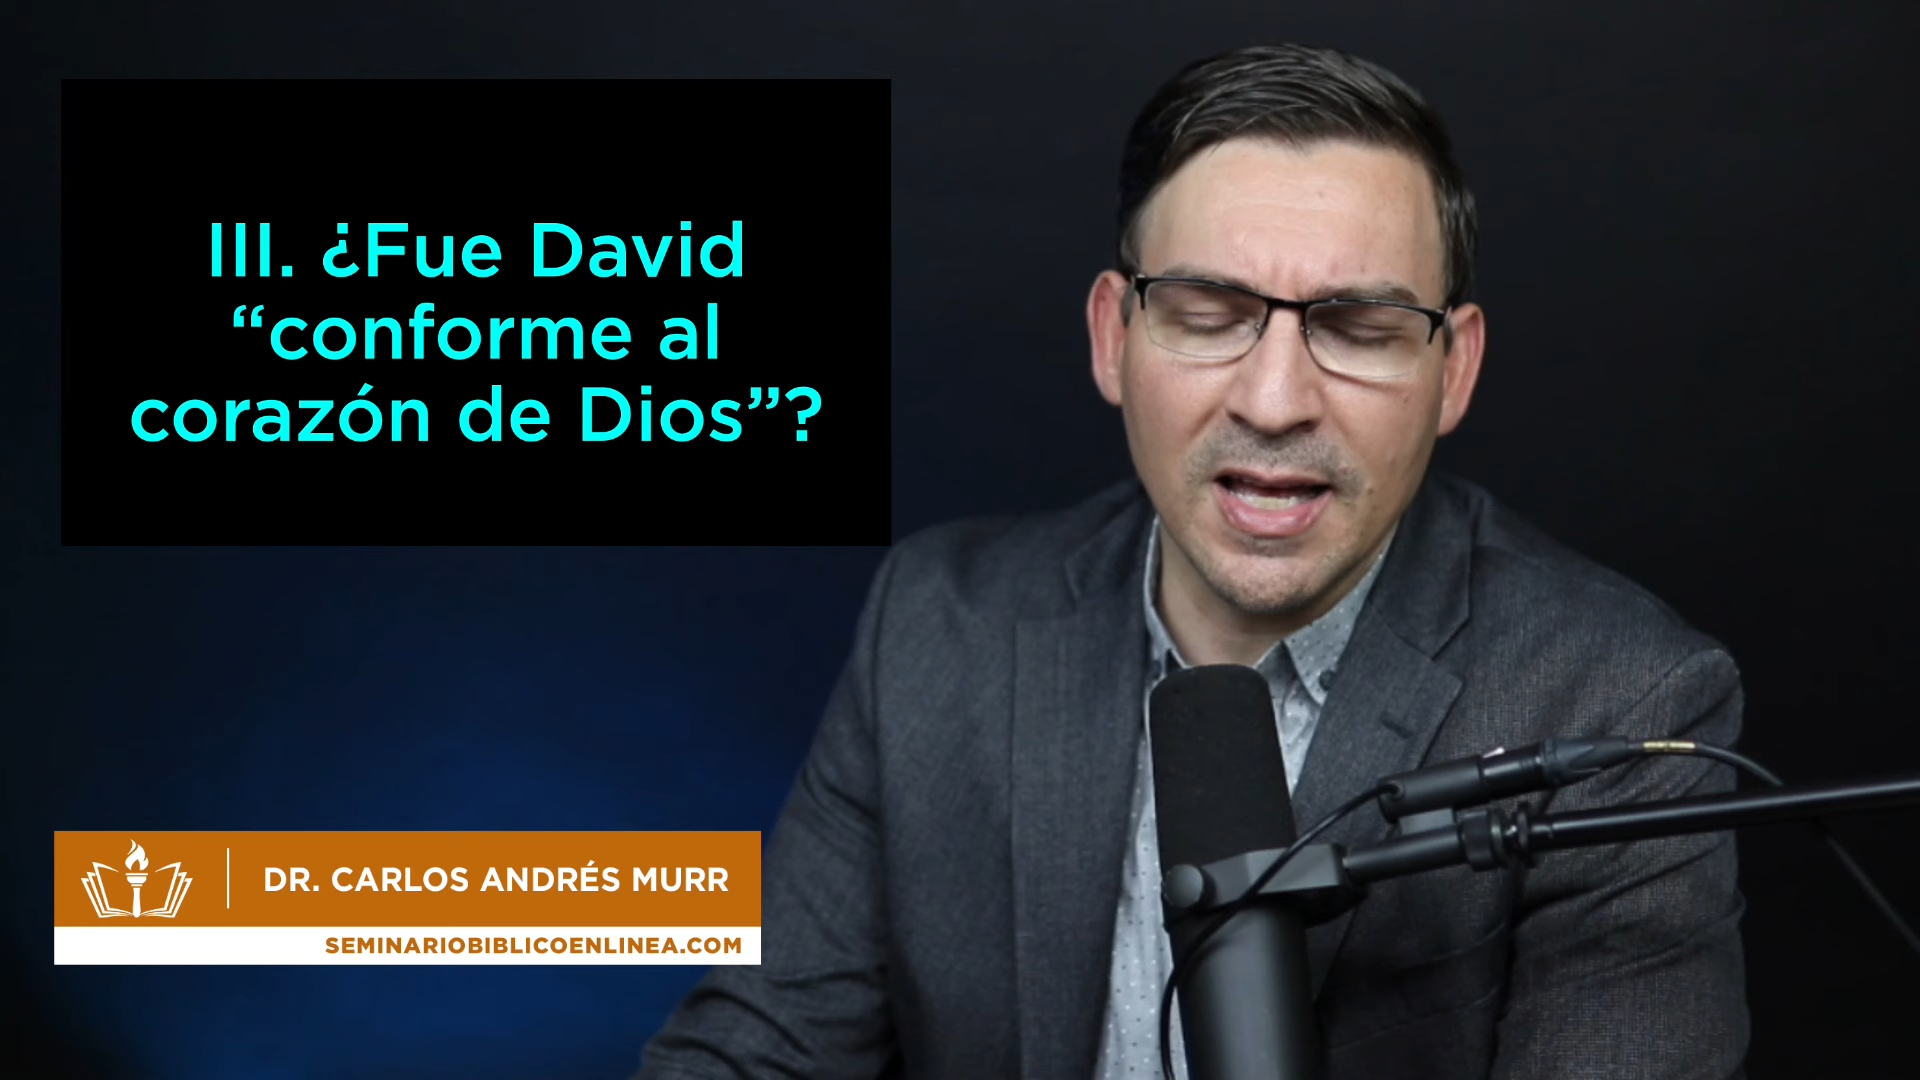 III. ¿Fue David
“conforme al
corazón de Dios”?
DR. CARLOS ANDRÉS MURR
SEMINARIOBIBLICOENLINEA.COM